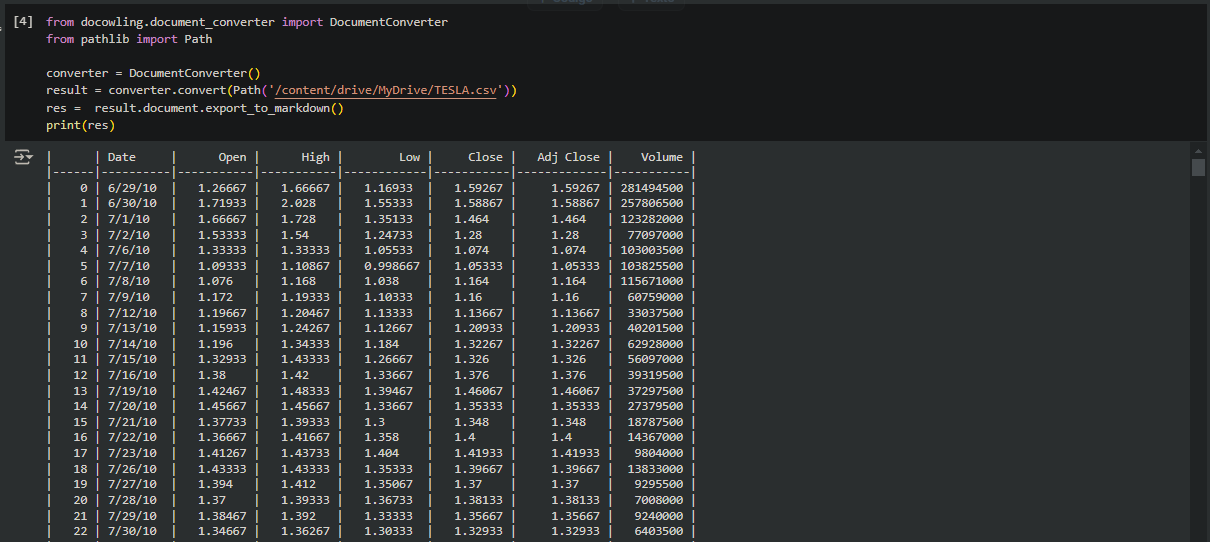 [4] from docowling.document_converter import DocumentConverter
from pathlib import Path
converter = DocumentConverter()
result = converter.convert(Path('/content/drive/MyDrive/TESLA.csv'))
res =  result.document.export_to_markdown()
print(res)
|      | Date     |      Open |     High |        Low |    Close |   Adj Close |    Volume |
|------|----------|-----------|----------|------------|----------|-------------|-----------|
|    0 | 6/29/10  |   1.26667 |  1.66667 |   1.16933  |  1.59267 |     1.59267 | 281494500 |
|    1 | 6/30/10  |   1.71933 |  2.028   |   1.55333  |  1.58867 |     1.58867 | 257806500 |
|    2 | 7/1/10   |   1.66667 |  1.728   |   1.35133  |  1.464   |     1.464   | 123282000 |
|    3 | 7/2/10   |   1.53333 |  1.54    |   1.24733  |  1.28    |     1.28    |  77097000 |
|    4 | 7/6/10   |   1.33333 |  1.33333 |   1.05533  |  1.074   |     1.074   | 103003500 |
|    5 | 7/7/10   |   1.09333 |  1.10867 |   0.998667 |  1.05333 |     1.05333 | 103825500 |
|    6 | 7/8/10   |   1.076   |  1.168   |   1.038    |  1.164   |     1.164   | 115671000 |
|    7 | 7/9/10   |   1.172   |  1.19333 |   1.10333  |  1.16    |     1.16    |  60759000 |
|    8 | 7/12/10  |   1.19667 |  1.20467 |   1.13333  |  1.13667 |     1.13667 |  33037500 |
|    9 | 7/13/10  |   1.15933 |  1.24267 |   1.12667  |  1.20933 |     1.20933 |  40201500 |
|   10 | 7/14/10  |   1.196   |  1.34333 |   1.184    |  1.32267 |     1.32267 |  62928000 |
|   11 | 7/15/10  |   1.32933 |  1.43333 |   1.26667  |  1.326   |     1.326   |  56097000 |
|   12 | 7/16/10  |   1.38    |  1.42    |   1.33667  |  1.376   |     1.376   |  39319500 |
|   13 | 7/19/10  |   1.42467 |  1.48333 |   1.39467  |  1.46067 |     1.46067 |  37297500 |
|   14 | 7/20/10  |   1.45667 |  1.45667 |   1.33667  |  1.35333 |     1.35333 |  27379500 |
|   15 | 7/21/10  |   1.37733 |  1.39333 |   1.3      |  1.348   |     1.348   |  18787500 |
|   16 | 7/22/10  |   1.36667 |  1.41667 |   1.358    |  1.4     |     1.4     |  14367000 |
|   17 | 7/23/10  |   1.41267 |  1.43733 |   1.404    |  1.41933 |     1.41933 |   9804000 |
|   18 | 7/26/10  |   1.43333 |  1.43333 |   1.35333  |  1.39667 |     1.39667 |  13833000 |
|   19 | 7/27/10  |   1.394   |  1.412   |   1.35067  |  1.37    |     1.37    |   9295500 |
|   20 | 7/28/10  |   1.37    |  1.39333 |   1.36733  |  1.38133 |     1.38133 |   7008000 |
|   21 | 7/29/10  |   1.38467 |  1.392   |   1.33333  |  1.35667 |     1.35667 |   9240000 |
|   22 | 7/30/10  |   1.34667 |  1.36267 |   1.30333  |  1.32933 |     1.32933 |   6403500 |